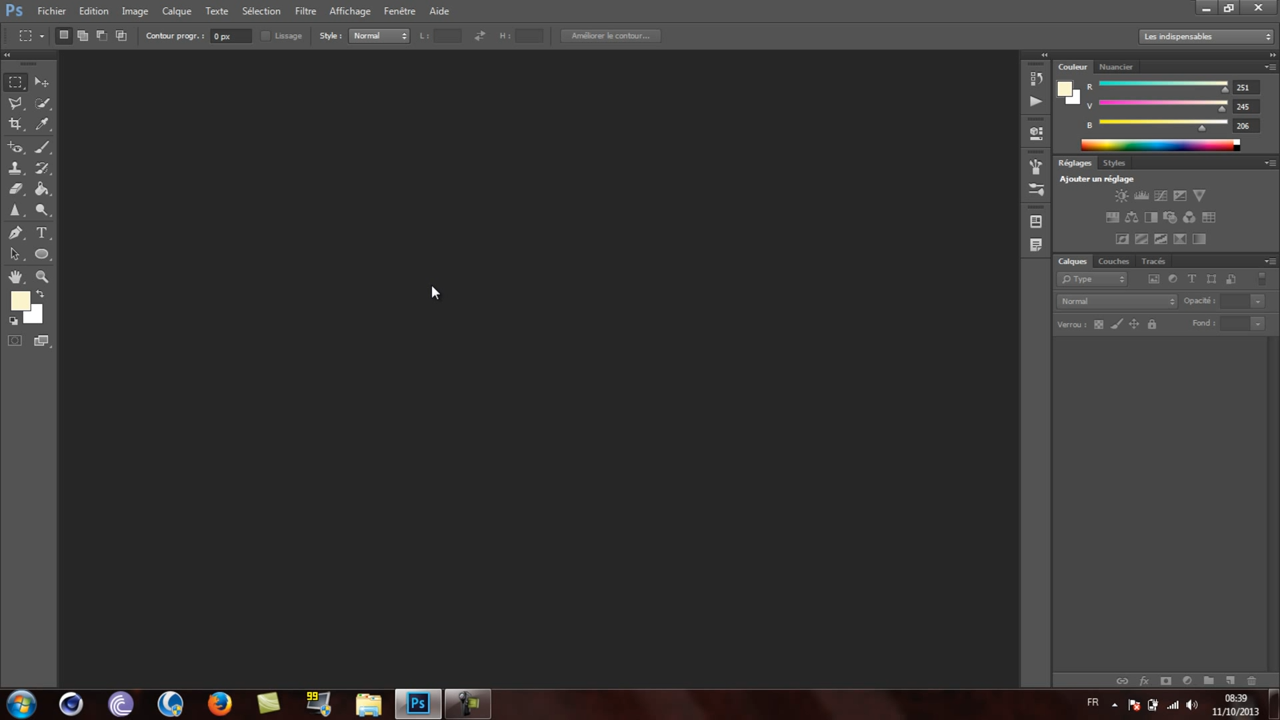 Ps Fichier Edition Image Calque Texte Sélection Filtre Affichage Fenêtre Aide
Contour progr. : 0 px Lissage Style : Normal L : H : Améliorer le contour... Les indispensables
Couleur Nuancier
R 251
V 245
B 206
Réglages Styles
Ajouter un réglage
Calques Couches Tracés
Type
Normal Opacité :
Verrou : Fond :
99 Ps FR 08:39
11/10/2013